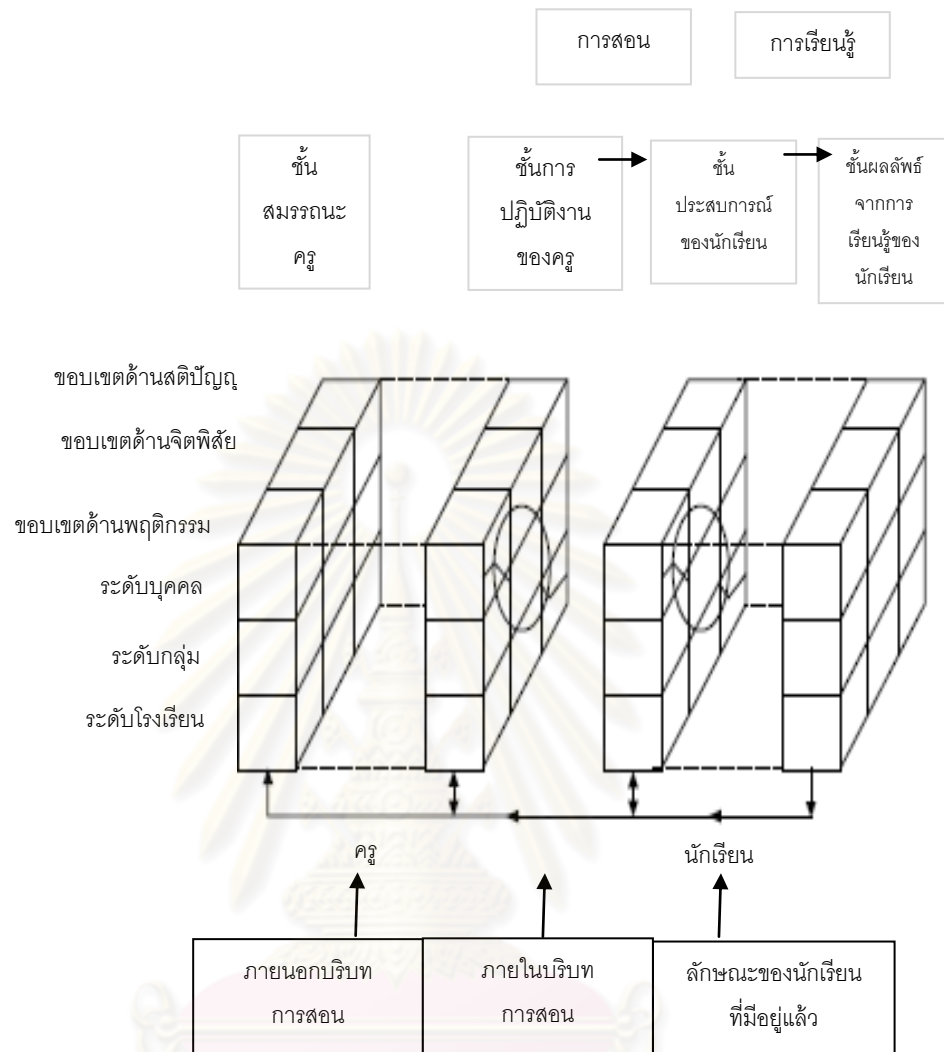 การสอน
การเรียนรู้
ชั้น
สมรรถนะ
ครู
ชั้นการ
ปฏิบัติงาน
ของครู
ชั้น
ประสบการณ์
ของนักเรียน
ชั้นผลลัพธ์
จากการ
เรียนรู้ของ
นักเรียน
ขอบเขตด้านสติปัญญ
ขอบเขตด้านจิตพิสัย
ขอบเขตด้านพฤติกรรม
ระดับบุคคล
ระดับกลุ่ม
ระดับโรงเรียน
ครู
นักเรียน
ภายนอกบริบท
การสอน
ภายในบริบท
การสอน
ลักษณะของนักเรียน
ที่มีอยู่แล้ว